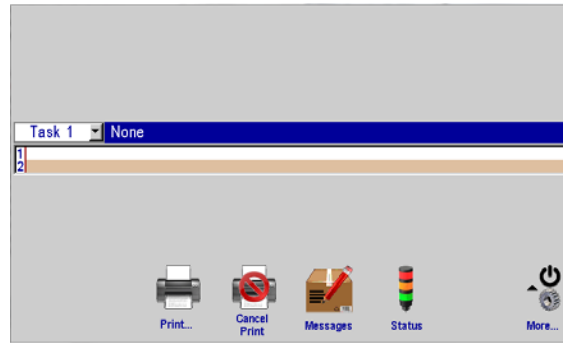 Task 1 None
1
2
Print...
Cancel
Print
Messages
Status
More...